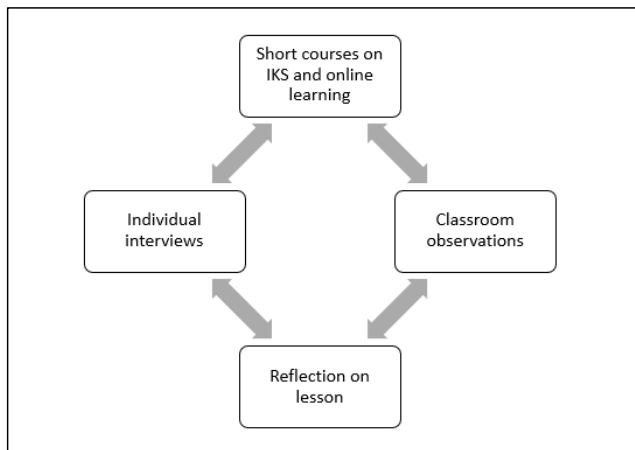 Short courses on
IKS and online
learning
Individual
interviews
Classroom
observations
Reflection on
lesson